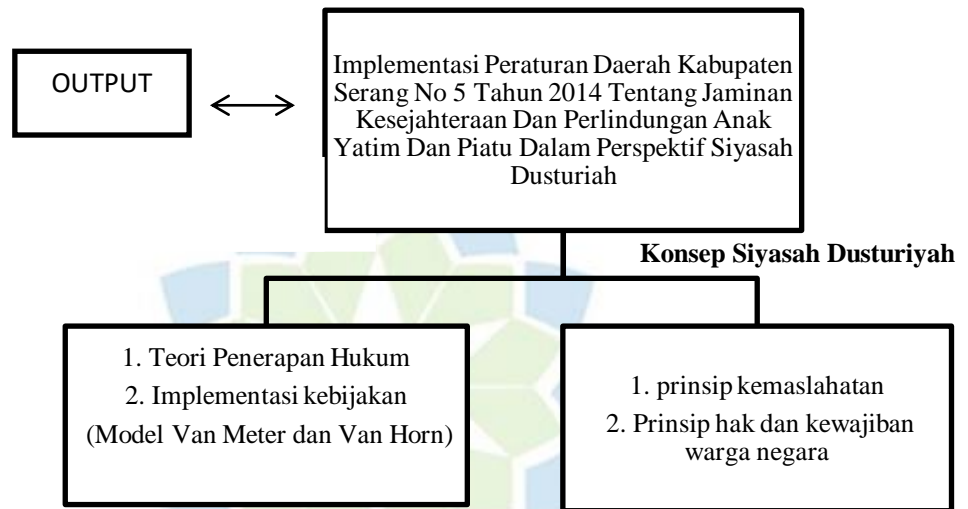 OUTPUT
Implementasi Peraturan Daerah Kabupaten
Serang No 5 Tahun 2014 Tentang Jaminan
Kesejahteraan Dan Perlindungan Anak
Yatim Dan Piatu Dalam Perspektif Siyasah
Dusturiah
Konsep Siyasah Dusturiyah
1. Teori Penerapan Hukum
2. Implementasi kebijakan
(Model Van Meter dan Van Horn)
1. prinsip kemaslahatan
2. Prinsip hak dan kewajiban
warga negara